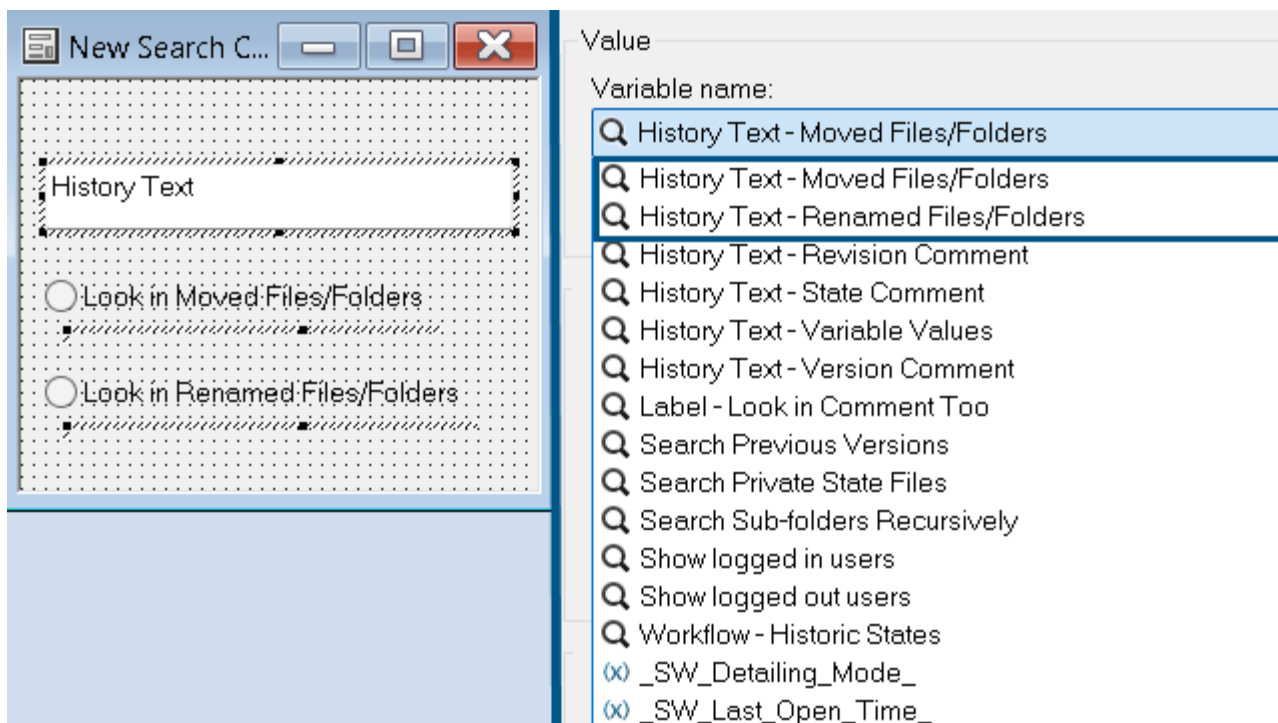 New Search C...
History Text
Look in Moved Files/Folders
Look in Renamed Files/Folders
Value
Variable name:
History Text - Moved Files/Folders
History Text - Moved Files/Folders
History Text - Renamed Files/Folders
History Text - Revision Comment
History Text - State Comment
History Text - Variable Values
History Text - Version Comment
Label - Look in Comment Too
Search Previous Versions
Search Private State Files
Search Sub-folders Recursively
Show logged in users
Show logged out users
Workflow - Historic States
(x) _SW_Detailing_Mode_
(x) _SW_Last_Open_Time_